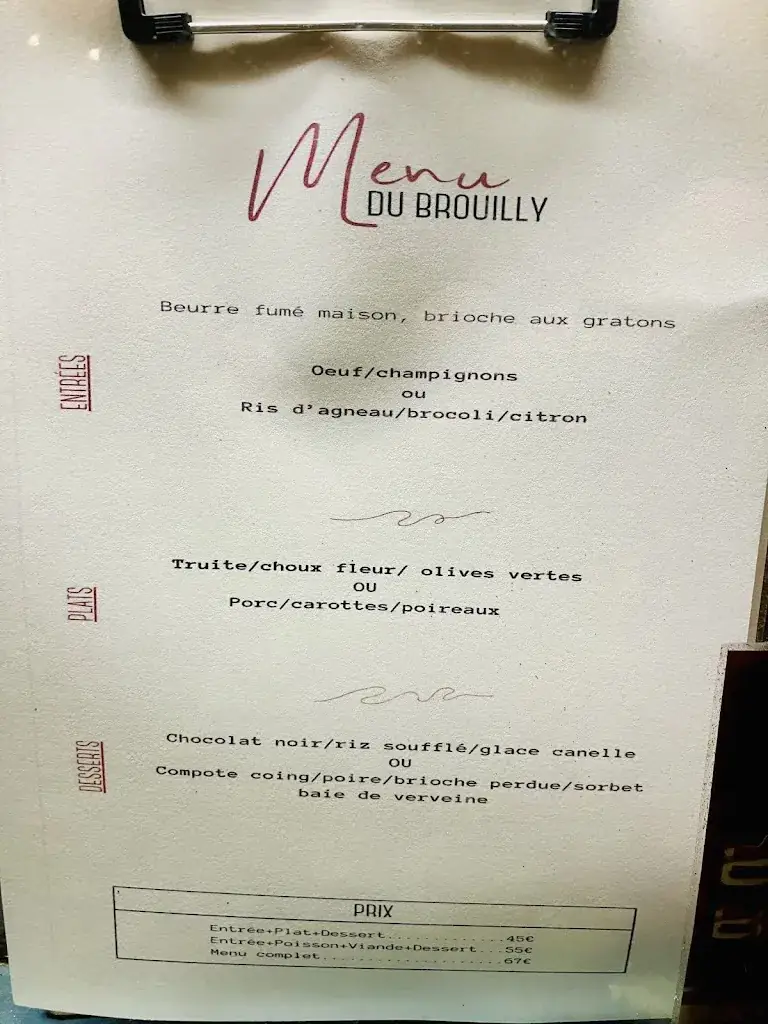 Menu
DU BROUILLY
Beurre fumé maison, brioche aux gratons
ENTRÉES
Oeuf/champignons
ou
Ris d'agneau/brocoli/citron
PLATS
Truite/choux fleur/ olives vertes
OU
Porc/carottes/poireaux
DESSERTS
Chocolat noir/riz soufflé/glace canelle
OU
Compote coing/poire/brioche perdue/sorbet
baie de verveine
PRIX
Entrée+Plat+Dessert.............45€
Entrée+Poisson+Viande+Dessert...55€
Menu complet....................67€